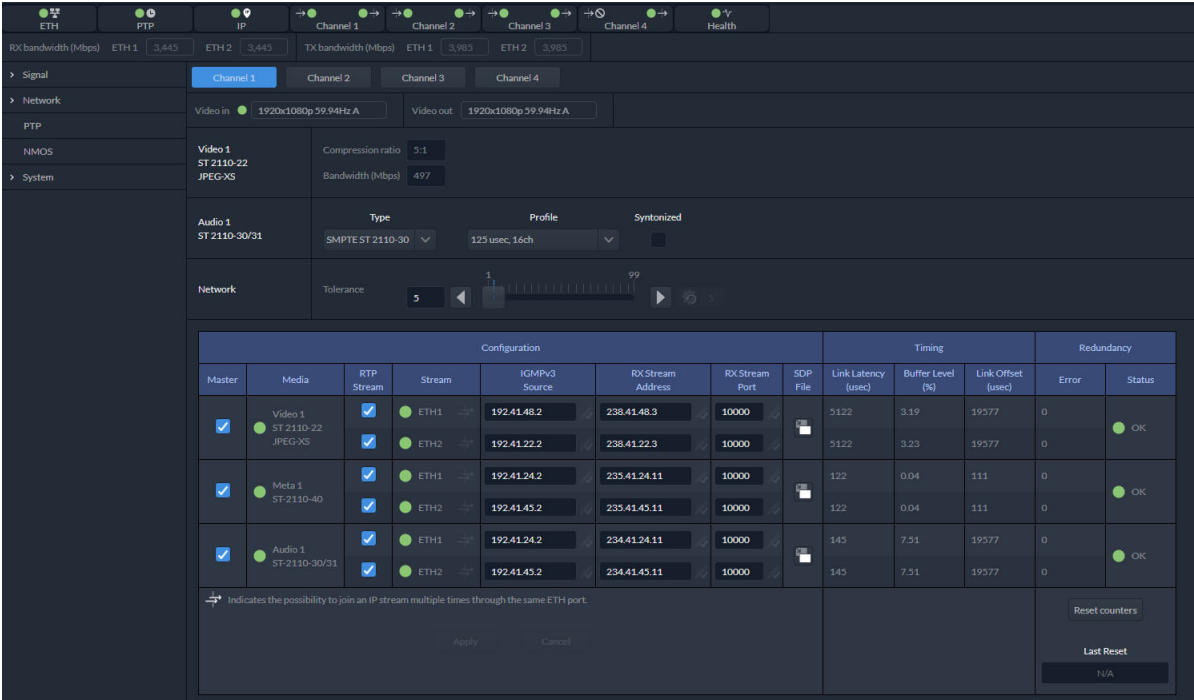 ETH PTP IP Channel 1 Channel 2 Channel 3 Channel 4 Health
RX bandwidth (Mbps) ETH 1 3,445 ETH 2 3,445 TX bandwidth (Mbps) ETH 1 3,985 ETH 2 3,985
Signal
Network
PTP
NMOS
System
Channel 1 Channel 2 Channel 3 Channel 4
Video in 1920x1080p 59.94Hz A Video out 1920x1080p 59.94Hz A
Video 1
ST 2110-22
JPEG-XS
Compression ratio 5:1
Bandwidth (Mbps) 497
Audio 1
ST 2110-30/31
Type Profile Syntonized
SMPTE ST 2110-30 125 usec, 16ch
Network
1 99
Tolerance 5 5
Configuration Timing Redundancy
Master Media RTP Stream Stream IGMPv3 Source RX Stream Address RX Stream Port SDP File Link Latency (usec) Buffer Level (%) Link Offset (usec) Error Status
Video 1
ST 2110-22
JPEG-XS
ETH1 192.41.48.2 238.41.48.3 10000 5122 3.19 19577 0
OK
ETH2 192.41.22.2 238.41.22.3 10000 5122 3.23 19577 0
Meta 1
ST-2110-40
ETH1 192.41.24.2 235.41.24.11 10000 122 0.04 111 0
OK
ETH2 192.41.45.2 235.41.45.11 10000 122 0.04 111 0
Audio 1
ST-2110-30/31
ETH1 192.41.24.2 234.41.24.11 10000 145 7.51 19577 0
OK
ETH2 192.41.45.2 234.41.45.11 10000 145 7.51 19577 0
Indicates the possibility to join an IP stream multiple times through the same ETH port.
Apply Cancel
Reset counters
Last Reset
N/A